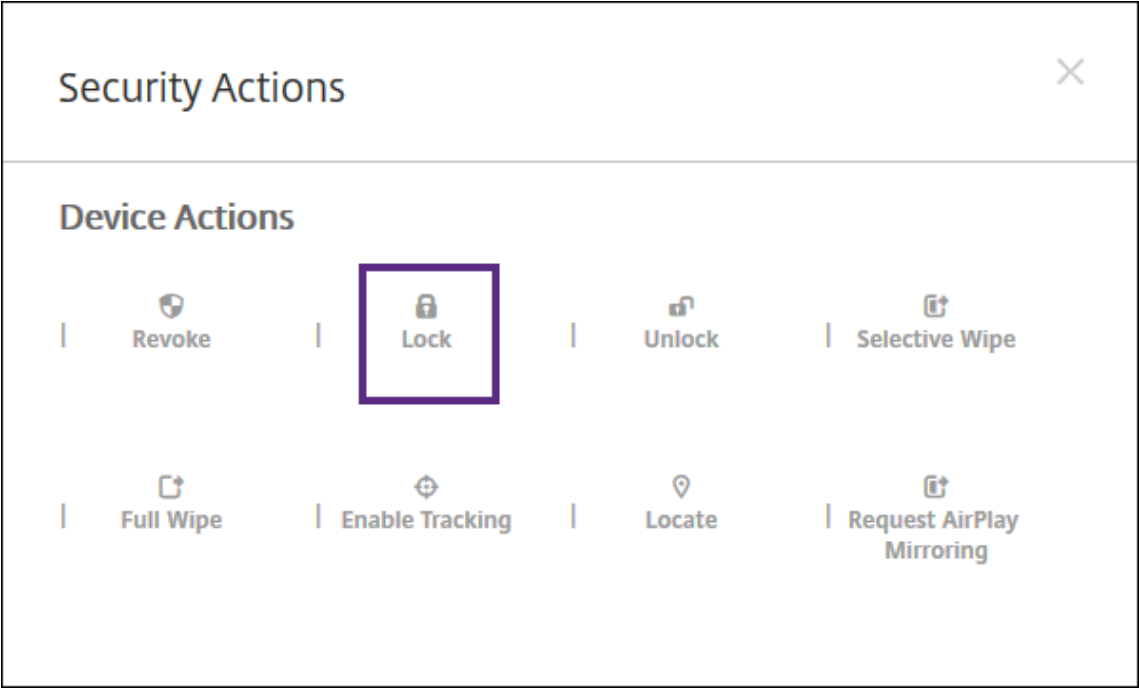 Security Actions
Device Actions
Revoke
Lock
Unlock
Selective Wipe
Full Wipe
Enable Tracking
Locate
Request AirPlay
Mirroring